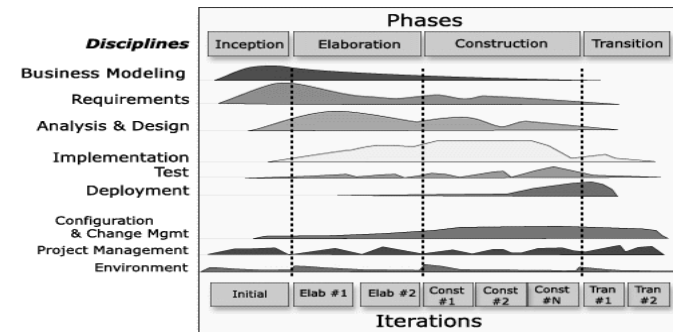 Phases
Disciplines
Inception
Elaboration
Construction
Transition
Business Modeling
Requirements
Analysis & Design
Implementation
Test
Deployment
Configuration
& Change Mgmt
Project Management
Environment
Initial
Elab #1
Elab #2
Const
#1
Const
#2
Const
#N
Tran
#1
Tran
#2
Iterations